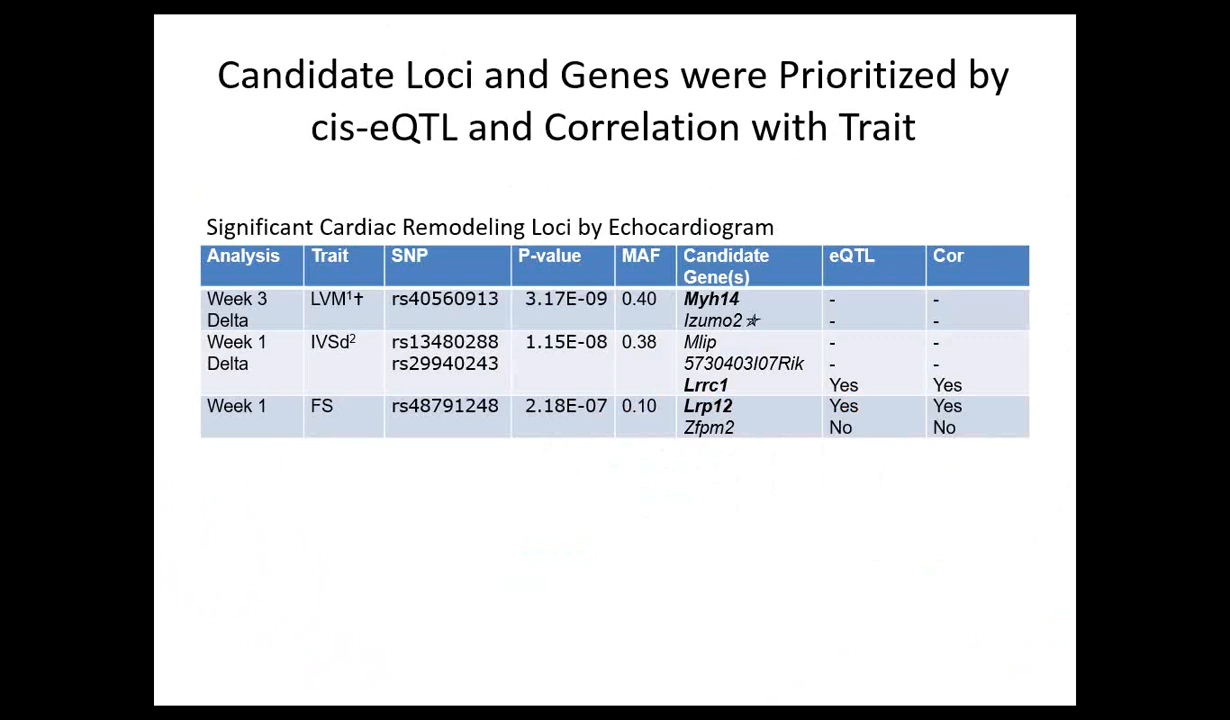 Candidate Loci and Genes were Prioritized by
cis-eQTL and Correlation with Trait
Significant Cardiac Remodeling Loci by Echocardiogram
Analysis Trait SNP P-value MAF Candidate Gene(s) eQTL Cor
Week 3 LVM¹† rs40560913 3.17E-09 0.40 Myh14 - -
Delta Izumo2✯ - -
Week 1 IVSd² rs13480288 1.15E-08 0.38 Mlip - -
Delta rs29940243 5730403I07Rik - -
Lrrc1 Yes Yes
Week 1 FS rs48791248 2.18E-07 0.10 Lrp12 Yes Yes
Zfpm2 No No